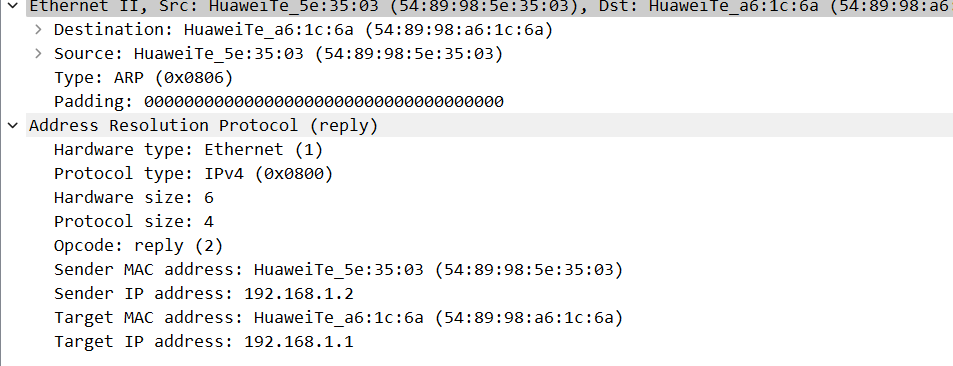 Ethernet II, Src: HuaweiTe_5e:35:03 (54:89:98:5e:35:03), Dst: HuaweiTe_a6:1c:6a (54:89:98:a6
Destination: HuaweiTe_a6:1c:6a (54:89:98:a6:1c:6a)
Source: HuaweiTe_5e:35:03 (54:89:98:5e:35:03)
Type: ARP (0x0806)
Padding: 000000000000000000000000000000000000
Address Resolution Protocol (reply)
Hardware type: Ethernet (1)
Protocol type: IPv4 (0x0800)
Hardware size: 6
Protocol size: 4
Opcode: reply (2)
Sender MAC address: HuaweiTe_5e:35:03 (54:89:98:5e:35:03)
Sender IP address: 192.168.1.2
Target MAC address: HuaweiTe_a6:1c:6a (54:89:98:a6:1c:6a)
Target IP address: 192.168.1.1